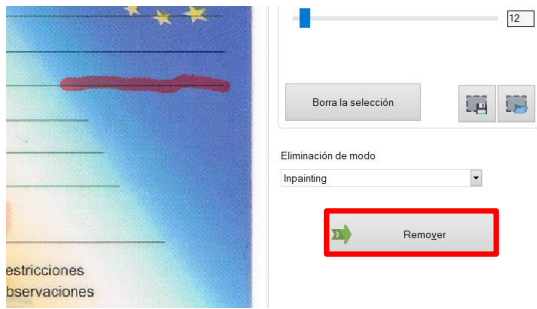 12
Borra la selección
Eliminación de modo
Inpainting
Remover
estricciones
bservaciones